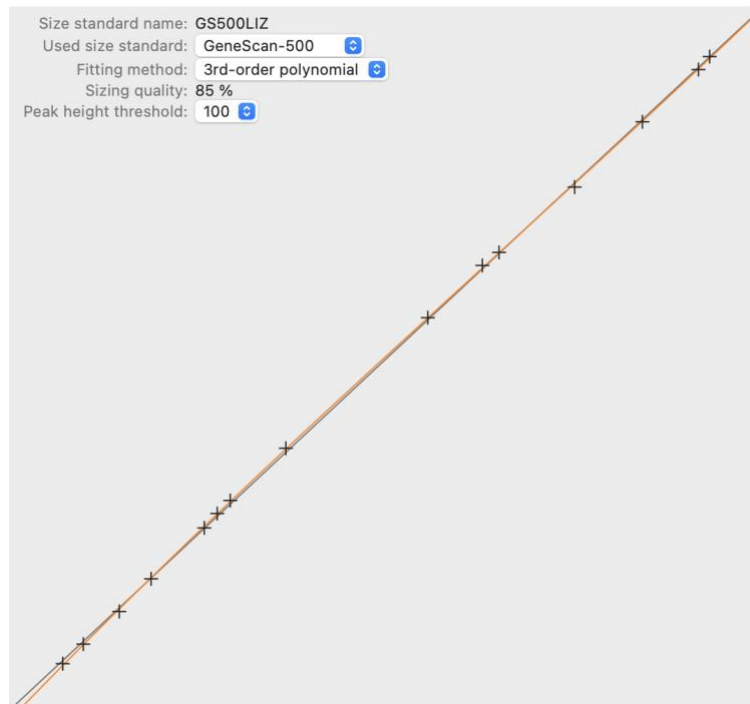 Size standard name: GS500LIZ
Used size standard: GeneScan-500
Fitting method: 3rd-order polynomial
Sizing quality: 85 %
Peak height threshold: 100